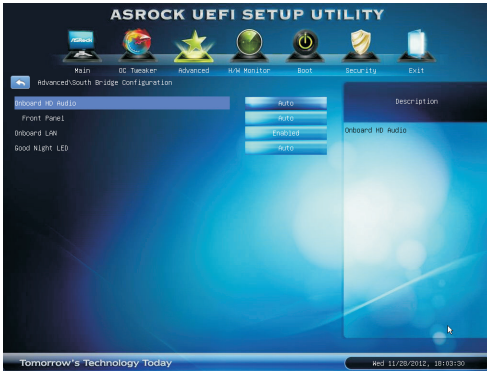 ASROCK UEFI SETUP UTILITY
ASRock
Main OC Tweaker Advanced H/W Monitor Boot Security Exit
Advanced\South Bridge Configuration
Description
Onboard HD Audio Auto
Front Panel Auto
Onboard LAN Enabled
Good Night LED Auto
Onboard HD Audio
Tomorrow's Technology Today
Wed 11/28/2012, 18:03:30